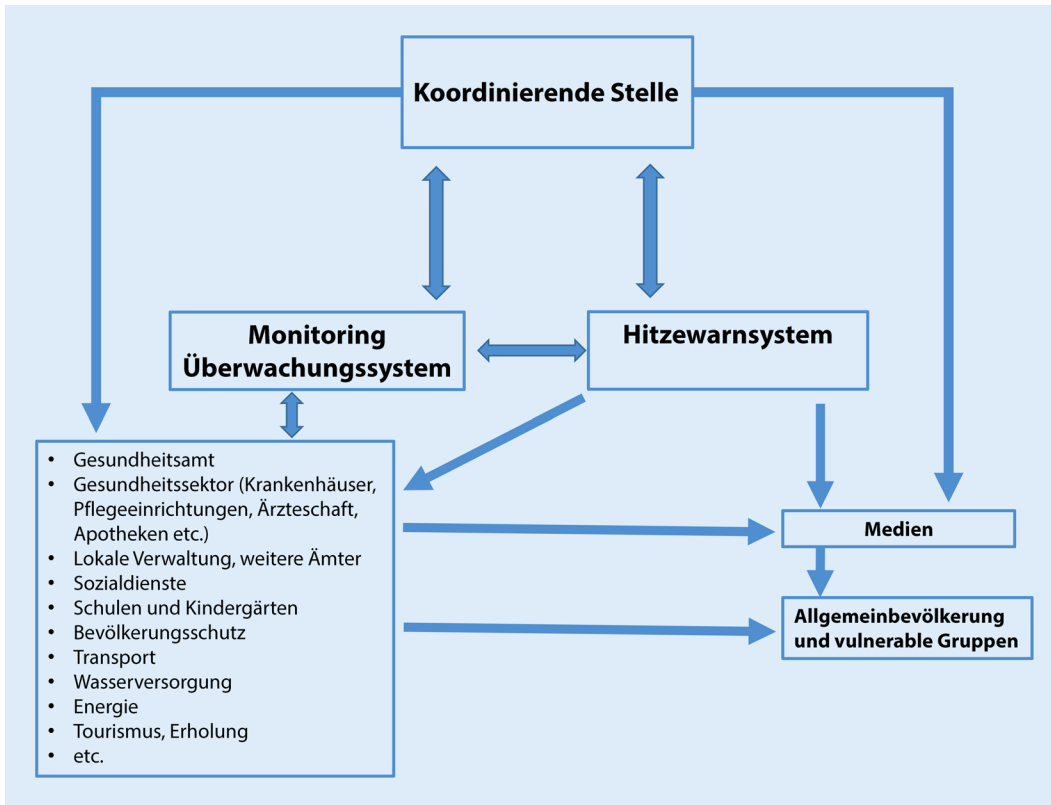 Koordinierende Stelle
Monitoring
Überwachungssystem
Hitzewarnsystem
• Gesundheitsamt
• Gesundheitssektor (Krankenhäuser,
Pflegeeinrichtungen, Ärzteschaft,
Apotheken etc.)
• Lokale Verwaltung, weitere Ämter
• Sozialdienste
• Schulen und Kindergärten
• Bevölkerungsschutz
• Transport
• Wasserversorgung
• Energie
• Tourismus, Erholung
• etc.
Medien
Allgemeinbevölkerung
und vulnerable Gruppen